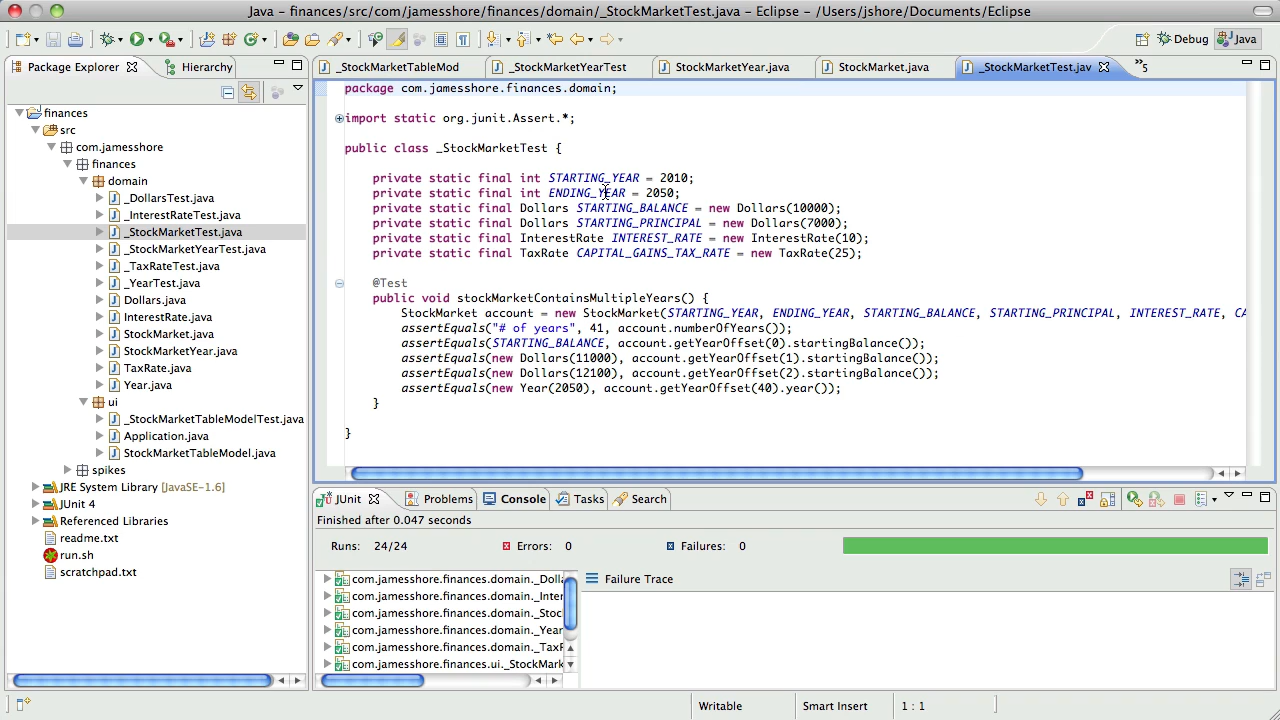 Java – finances/src/com/jamesshore/finances/domain/_StockMarketTest.java – Eclipse – /Users/jshore/Documents/Eclipse
Debug
Java
Package Explorer
Hierarchy
finances
src
com.jamesshore
finances
domain
_DollarsTest.java
_InterestRateTest.java
_StockMarketTest.java
_StockMarketYearTest.java
_TaxRateTest.java
_YearTest.java
Dollars.java
InterestRate.java
StockMarket.java
StockMarketYear.java
TaxRate.java
Year.java
ui
_StockMarketTableModelTest.java
Application.java
StockMarketTableModel.java
spikes
JRE System Library [JavaSE-1.6]
JUnit 4
Referenced Libraries
readme.txt
run.sh
scratchpad.txt
_StockMarketTableMod
_StockMarketYearTest
StockMarketYear.java
StockMarket.java
_StockMarketTest.jav
»5
package com.jamesshore.finances.domain;
import static org.junit.Assert.*;
public class _StockMarketTest {
private static final int STARTING_YEAR = 2010;
private static final int ENDING_YEAR = 2050;
private static final Dollars STARTING_BALANCE = new Dollars(10000);
private static final Dollars STARTING_PRINCIPAL = new Dollars(7000);
private static final InterestRate INTEREST_RATE = new InterestRate(10);
private static final TaxRate CAPITAL_GAINS_TAX_RATE = new TaxRate(25);
@Test
public void stockMarketContainsMultipleYears() {
StockMarket account = new StockMarket(STARTING_YEAR, ENDING_YEAR, STARTING_BALANCE, STARTING_PRINCIPAL, INTEREST_RATE, CA
assertEquals("# of years", 41, account.numberOfYears());
assertEquals(STARTING_BALANCE, account.getYearOffset(0).startingBalance());
assertEquals(new Dollars(11000), account.getYearOffset(1).startingBalance());
assertEquals(new Dollars(12100), account.getYearOffset(2).startingBalance());
assertEquals(new Year(2050), account.getYearOffset(40).year());
}
}
JUnit
Problems
Console
Tasks
Search
Finished after 0.047 seconds
Runs: 24/24
Errors: 0
Failures: 0
com.jamesshore.finances.domain._Doll
com.jamesshore.finances.domain._Inter
com.jamesshore.finances.domain._Stoc
com.jamesshore.finances.domain._Year
com.jamesshore.finances.domain._TaxR
com.jamesshore.finances.ui._StockMark
Failure Trace
Writable
Smart Insert
1 : 1